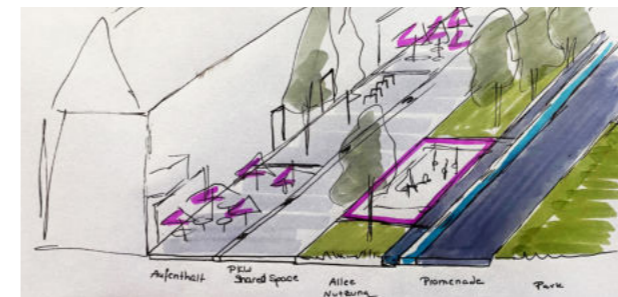 Aufenthalt
PKW
Shared Space
Allee
Nutzung
Promenade
Park